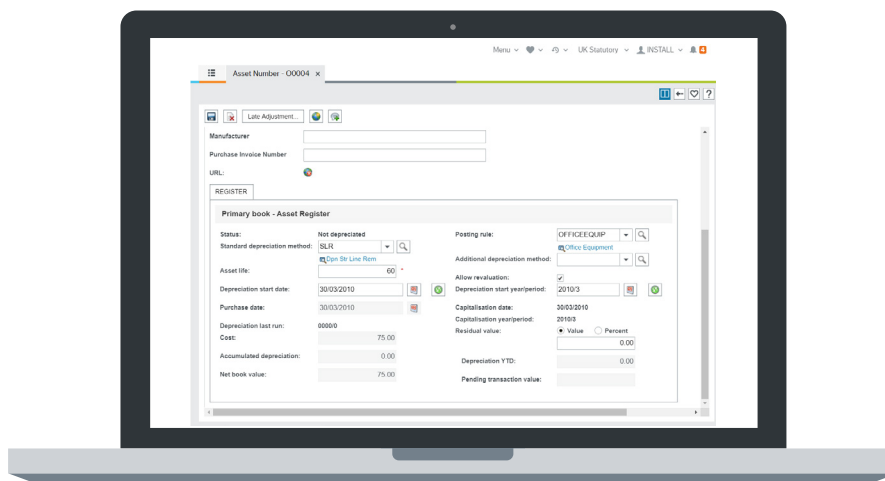 Menu UK Statutory INSTALL 4
Asset Number - O0004 ×
?
Late Adjustment...
Manufacturer
Purchase Invoice Number
URL:
REGISTER
Primary book - Asset Register
Status: Not depreciated Posting rule: OFFICEEQUIP
Office Equipment
Standard depreciation method: SLR
Dpn Str Line Rem Additional depreciation method:
Asset life: 60 *
Allow revaluation:
Depreciation start date: 30/03/2010 Depreciation start year/period: 2010/3
Purchase date: 30/03/2010 Capitalisation date: 30/03/2010
Capitalisation year/period: 2010/3
Depreciation last run: 0000/0 Residual value: Value Percent
Cost: 75.00 0.00
Accumulated depreciation: 0.00 Depreciation YTD: 0.00
Net book value: 75.00 Pending transaction value: